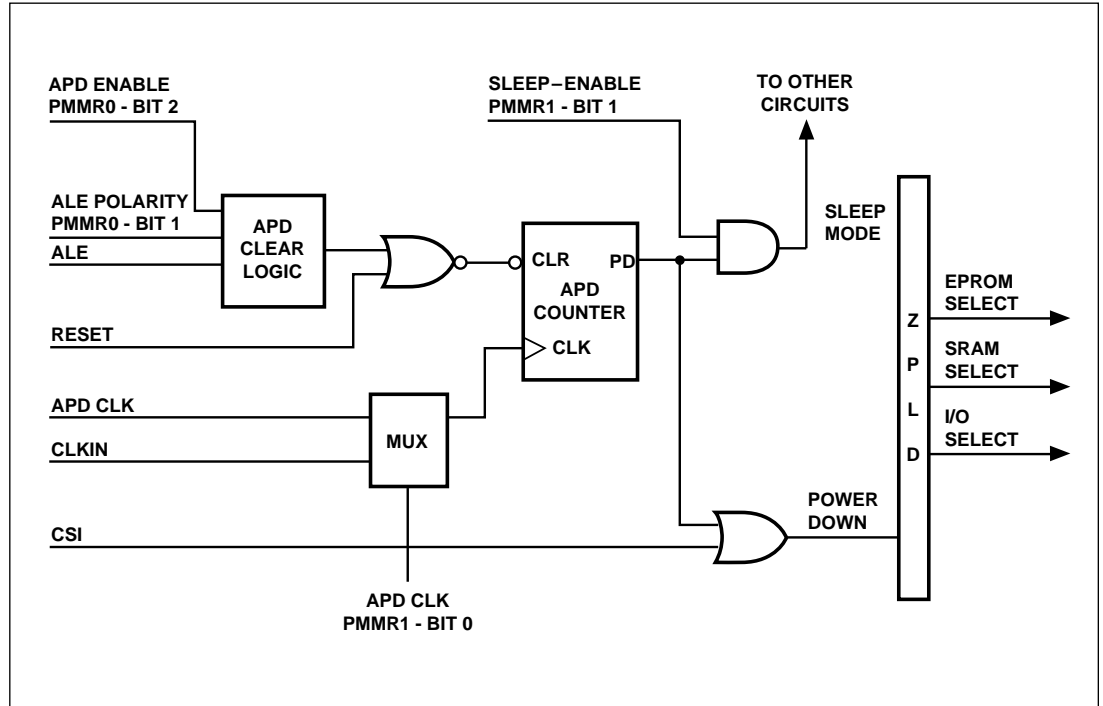 APD ENABLE
PMMR0 - BIT 2
SLEEP–ENABLE
PMMR1 - BIT 1
TO OTHER
CIRCUITS
ALE POLARITY
PMMR0 - BIT 1
ALE
APD
CLEAR
LOGIC
RESET
CLR
PD
APD
COUNTER
CLK
SLEEP
MODE
APD CLK
CLKIN
MUX
CSI
APD CLK
PMMR1 - BIT 0
POWER
DOWN
Z
P
L
D
EPROM
SELECT
SRAM
SELECT
I/O
SELECT